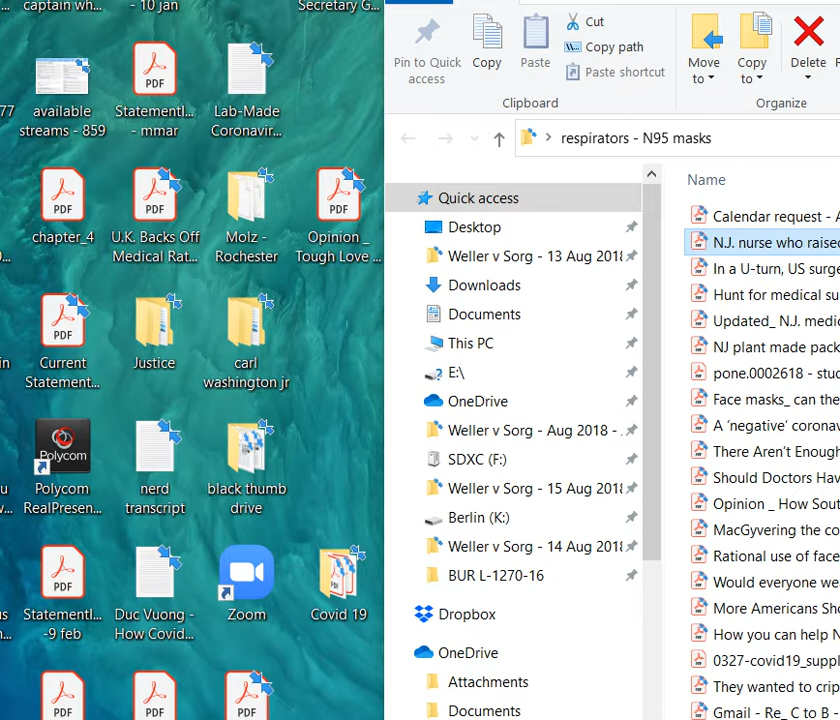 captain wh...
- 10 jan
Secretary G...
77
available
streams - 859
Statementl...
- mmar
Lab-Made
Coronavir...
PDF
PDF
chapter_4
PDF
U.K. Backs Off
Medical Rat...
Molz -
Rochester
PDF
Opinion _
Tough Love ...
PDF
Current
Statement...
Justice
carl
washington jr
Polycom
Polycom
RealPresen...
nerd
transcript
black thumb
drive
PDF
Statementl...
-9 feb
Duc Vuong -
How Covid...
Zoom
Covid 19
PDF
PDF
PDF
Pin to Quick
access
Copy
Paste
Cut
Copy path
Paste shortcut
Clipboard
Move
to
Copy
to
Delete
Organize
respirators - N95 masks
Quick access
Desktop
Weller v Sorg - 13 Aug 2018
Downloads
Documents
This PC
E:\
OneDrive
Weller v Sorg - Aug 2018 - .
SDXC (F:)
Weller v Sorg - 15 Aug 2018
Berlin (K:)
Weller v Sorg - 14 Aug 2018
BUR L-1270-16
Dropbox
OneDrive
Attachments
Documents
Name
Calendar request - A
N.J. nurse who raised
In a U-turn, US surge
Hunt for medical su
Updated_ N.J. medic
NJ plant made pack
pone.0002618 - stud
Face masks_ can the
A 'negative' coronav
There Aren't Enough
Should Doctors Hav
Opinion _ How Sout
MacGyvering the co
Rational use of face
Would everyone we
More Americans Sho
How you can help N
0327-covid19_suppl
They wanted to crip
Gmail - Re_ C to B -